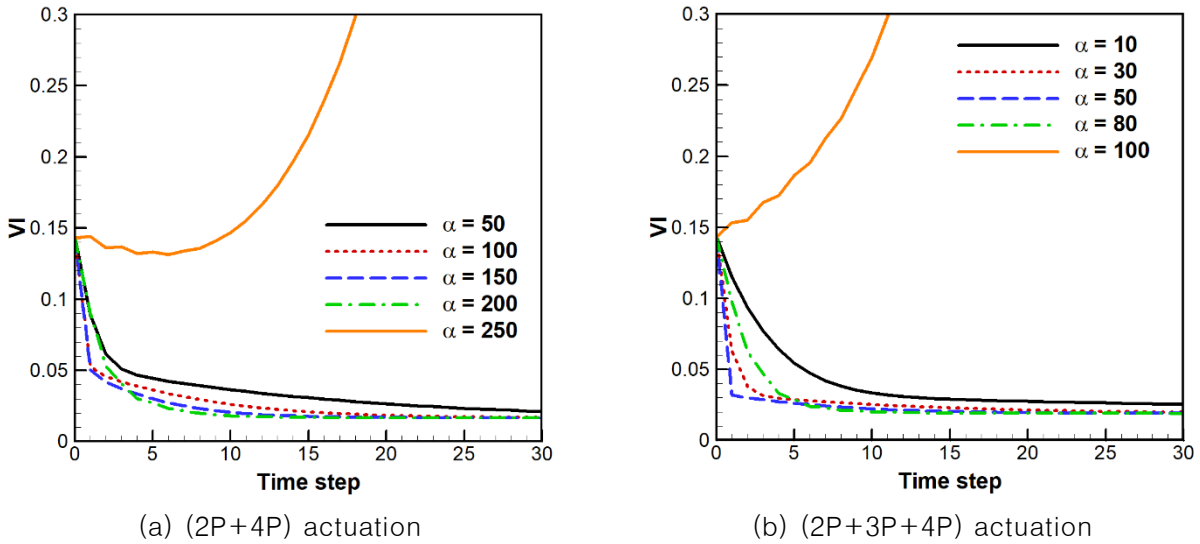 0.3
0.25
0.2
0.15
0.1
0.05
0
VI
0 5 10 15 20 25 30
Time step
α = 50
α = 100
α = 150
α = 200
α = 250
(a) (2P+4P) actuation
0.3
0.25
0.2
0.15
0.1
0.05
0
VI
0 5 10 15 20 25 30
Time step
α = 10
α = 30
α = 50
α = 80
α = 100
(b) (2P+3P+4P) actuation